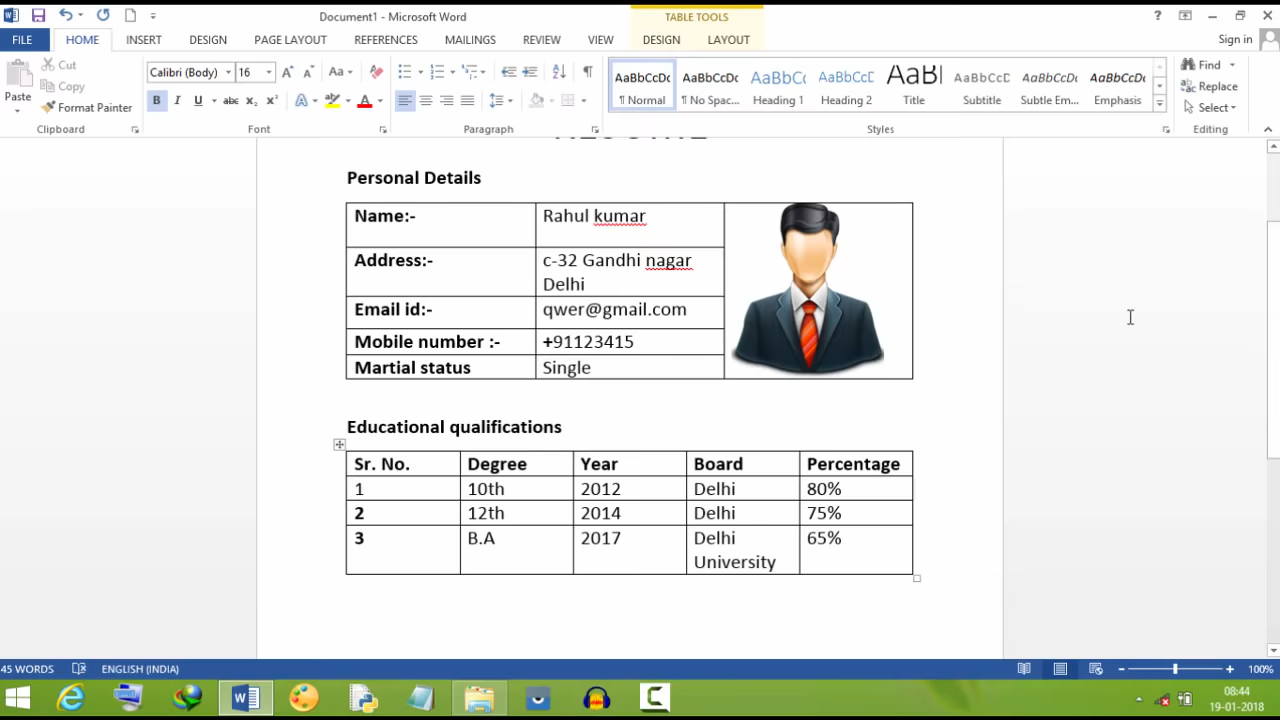 Document1 - Microsoft Word
TABLE TOOLS
?
FILE HOME INSERT DESIGN PAGE LAYOUT REFERENCES MAILINGS REVIEW VIEW DESIGN LAYOUT Sign in
Paste
Cut
Copy
Format Painter
Clipboard
Calibri (Body) 16
Font
Paragraph
AaBbCcDc AaBbCcDc AaBbC( AaBbCcC AaBl AaBbCcD AaBbCcDc AaBbCcDc
¶ Normal ¶ No Spac... Heading 1 Heading 2 Title Subtitle Subtle Em... Emphasis
Styles
Find
Replace
Select
Editing
Personal Details
Name:- Rahul kumar
Address:- c-32 Gandhi nagar
Delhi
Email id:- qwer@gmail.com
Mobile number :- +91123415
Martial status Single
Educational qualifications
Sr. No. Degree Year Board Percentage
1 10th 2012 Delhi 80%
2 12th 2014 Delhi 75%
3 B.A 2017 Delhi 65%
University
45 WORDS ENGLISH (INDIA) 100%
08:44
19-01-2018